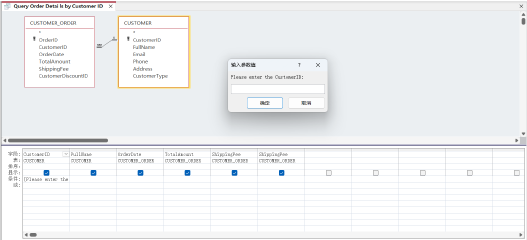 Query Order Detai ls by Customer ID
CUSTOMER_ORDER
*
OrderID
CustomerID
OrderDate
TotalAmount
ShippingFee
CustomerDiscountID
CUSTOMER
*
CustomerID
FullName
Email
Phone
Address
CustomerType
输入参数值
Please enter the CustomerID:
确定
取消
字段: CustomerID FullName OrderDate TotalAmount ShippingFee ShippingFee
表: CUSTOMER CUSTOMER CUSTOMER_ORDER CUSTOMER_ORDER CUSTOMER_ORDER CUSTOMER_ORDER
排序:
显示:
条件: [Please enter the
或: